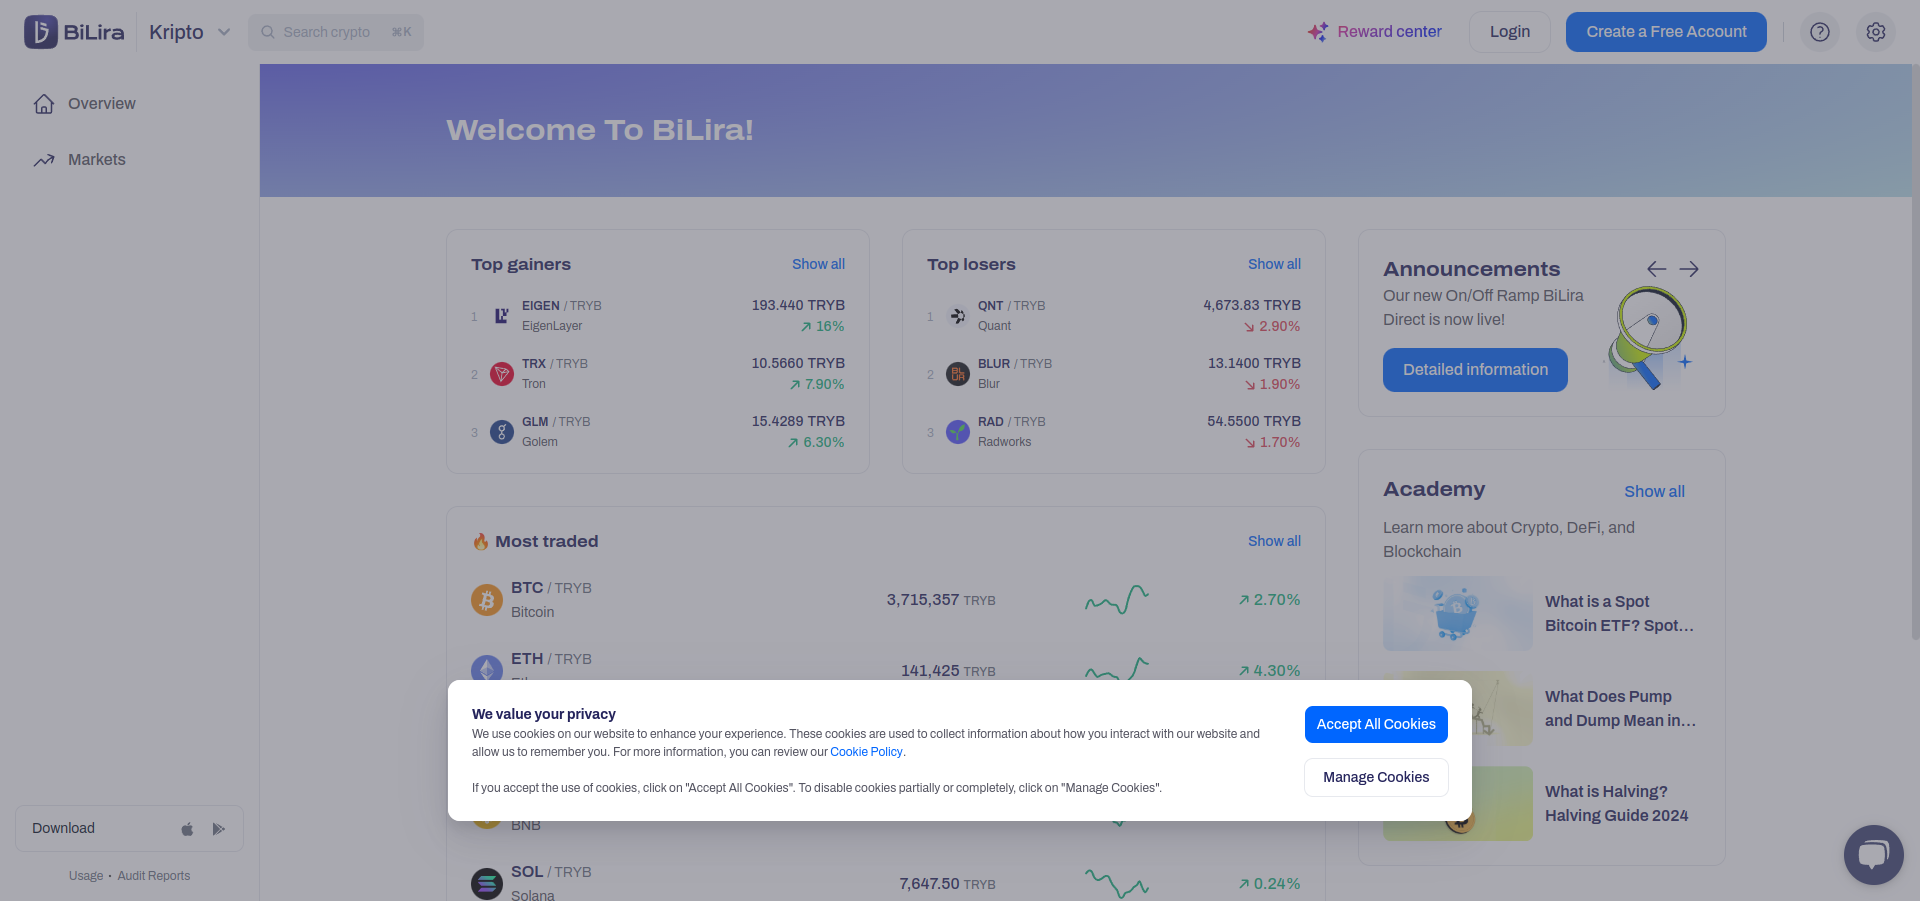 BiLira
Kripto
Search crypto
⌘K
Reward center
Login
Create a Free Account
Overview
Markets
Welcome To BiLira!
Top gainers
Show all
1
EIGEN / TRYB
193.440 TRYB
EigenLayer
16%
2
TRX / TRYB
10.5660 TRYB
Tron
7.90%
3
GLM / TRYB
15.4289 TRYB
Golem
6.30%
Top losers
Show all
1
QNT / TRYB
4,673.83 TRYB
Quant
2.90%
2
BLUR / TRYB
13.1400 TRYB
Blur
1.90%
3
RAD / TRYB
54.5500 TRYB
Radworks
1.70%
Announcements
Our new On/Off Ramp BiLira
Direct is now live!
Detailed information
🔥 Most traded
Show all
BTC / TRYB
Bitcoin
3,715,357 TRYB
2.70%
ETH / TRYB
141,425 TRYB
4.30%
BNB
SOL / TRYB
Solana
7,647.50 TRYB
0.24%
Academy
Show all
Learn more about Crypto, DeFi, and
Blockchain
What is a Spot
Bitcoin ETF? Spot...
What Does Pump
and Dump Mean in...
What is Halving?
Halving Guide 2024
We value your privacy
We use cookies on our website to enhance your experience. These cookies are used to collect information about how you interact with our website and
allow us to remember you. For more information, you can review our Cookie Policy.
If you accept the use of cookies, click on "Accept All Cookies". To disable cookies partially or completely, click on "Manage Cookies".
Accept All Cookies
Manage Cookies
Download
Usage • Audit Reports